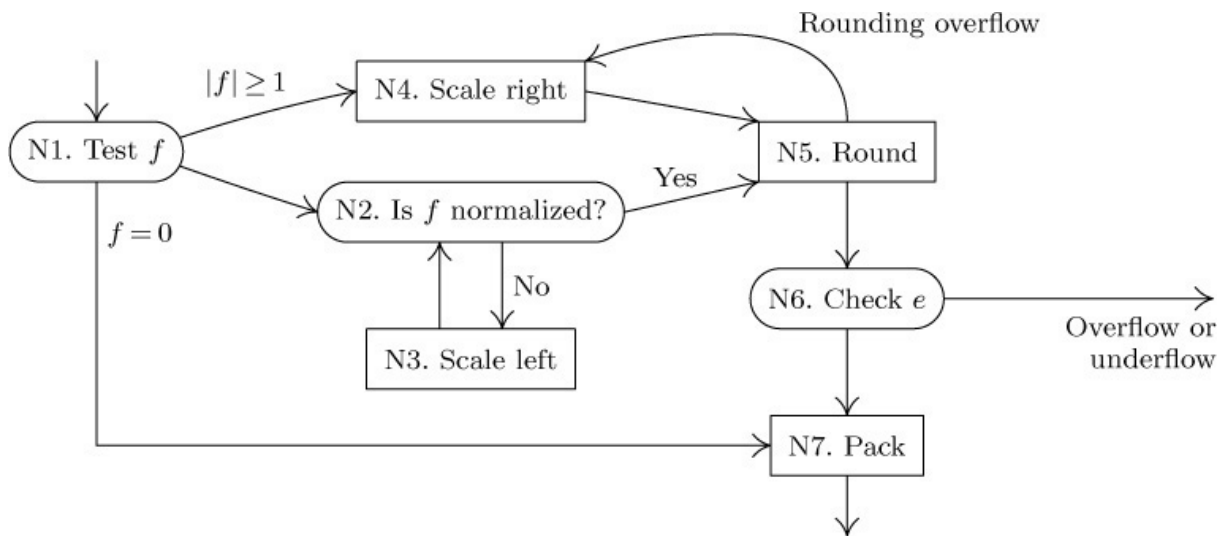 Rounding overflow
|f| ≥ 1
N4. Scale right
N1. Test f
N5. Round
Yes
N2. Is f normalized?
f = 0
No
N6. Check e
Overflow or
underflow
N3. Scale left
N7. Pack